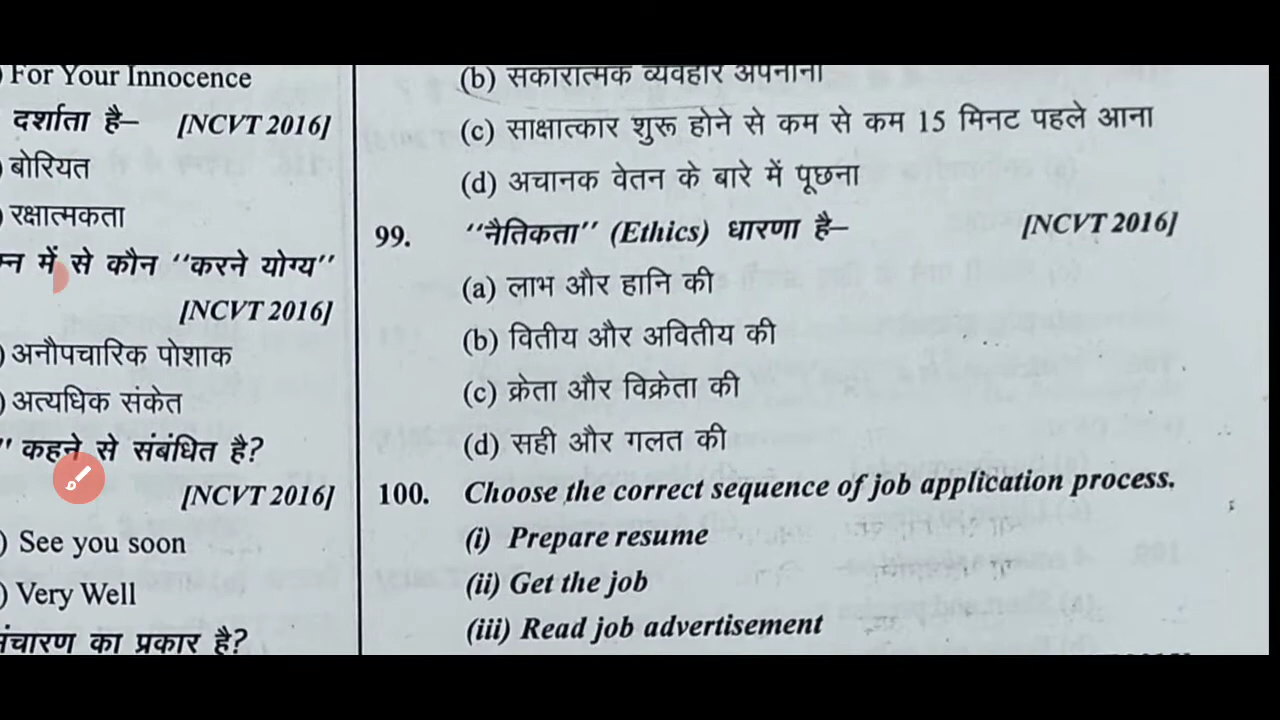 For Your Innocence
दर्शाता है— [NCVT 2016]
बोरियत
रक्षात्मकता
में से कौन "करने योग्य"
[NCVT 2016]
) अनौपचारिक पोशाक
) अत्यधिक संकेत
" कहने से संबंधित है?
[NCVT 2016]
) See you soon
) Very Well
का प्रकार है?
(b) सकारात्मक व्यवहार अपनाना
(c) साक्षात्कार शुरू होने से कम से कम 15 मिनट पहले आना
(d) अचानक वेतन के बारे में पूछना
99. "नैतिकता" (Ethics) धारणा है— [NCVT 2016]
(a) लाभ और हानि की
(b) वितीय और अवितीय की
(c) क्रेता और विक्रेता की
(d) सही और गलत की
100. Choose the correct sequence of job application process.
(i) Prepare resume
(ii) Get the job
(iii) Read job advertisement